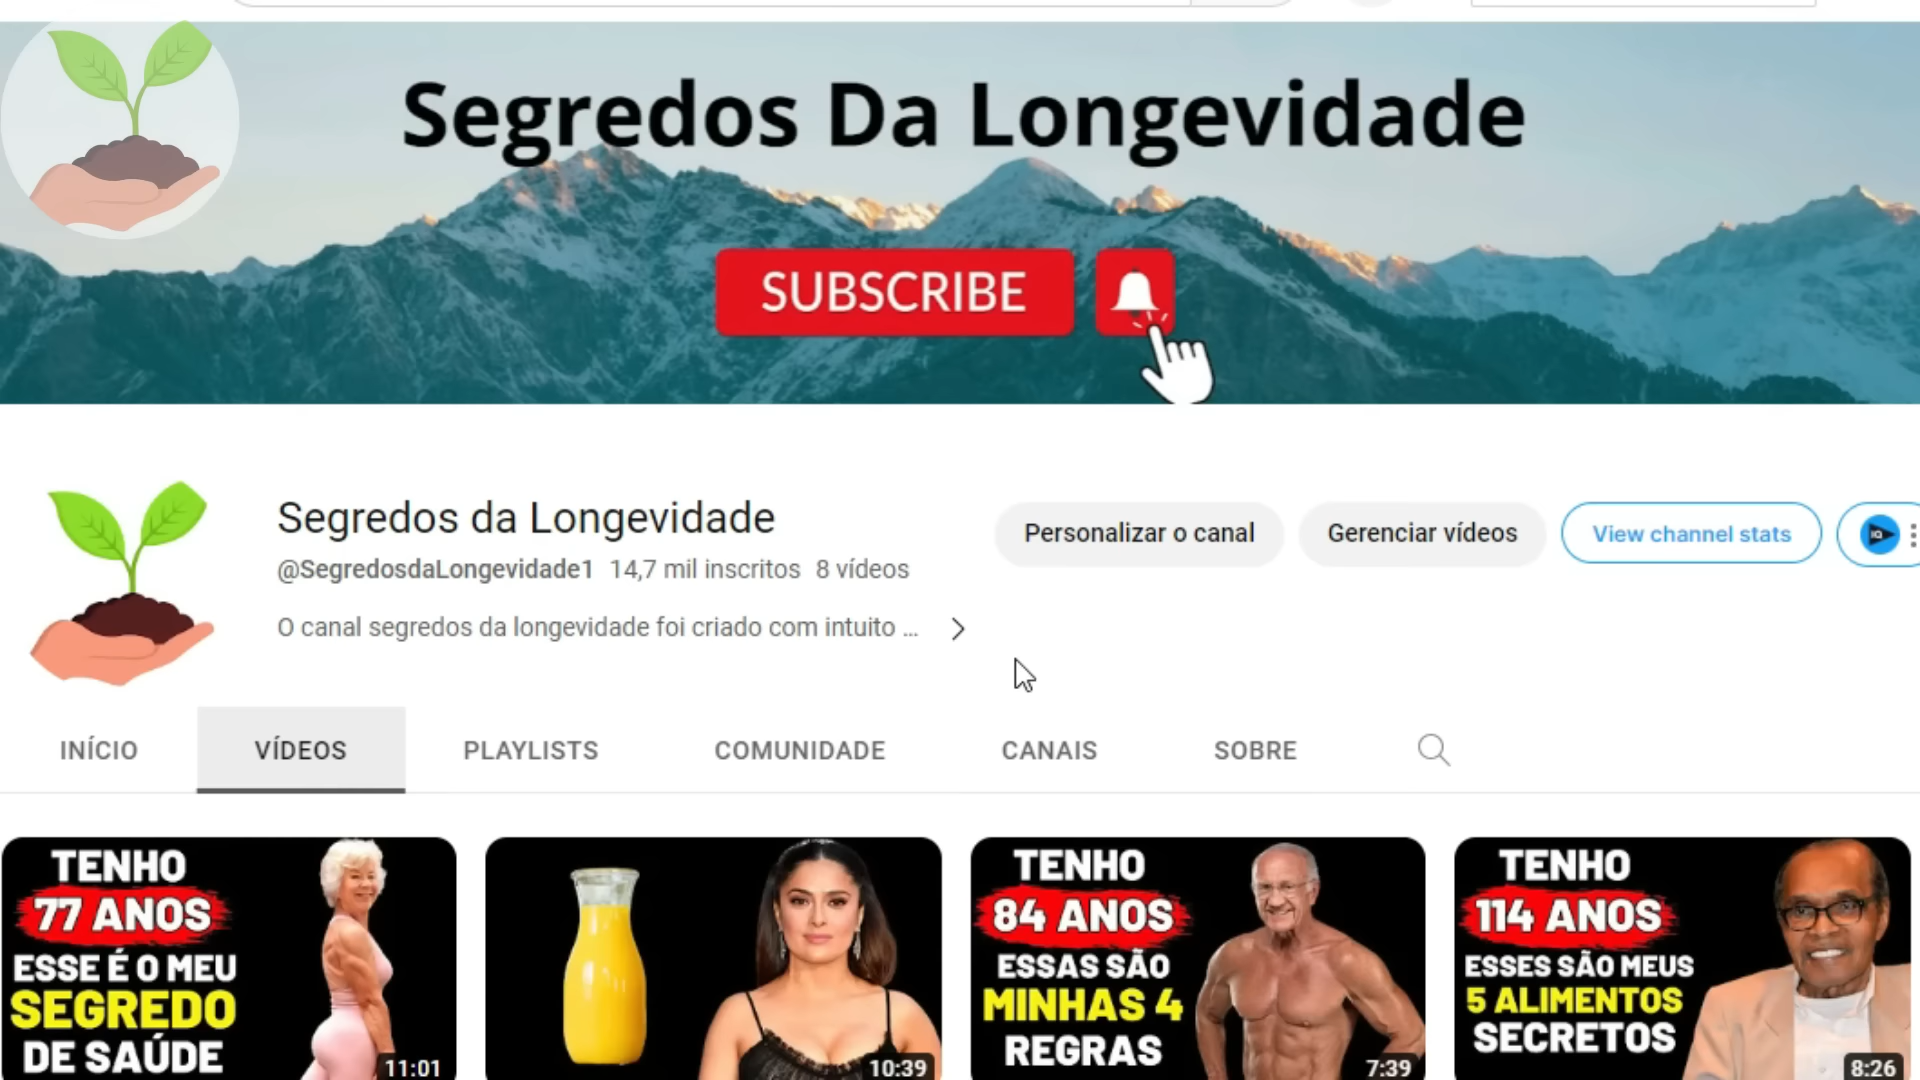 Segredos Da Longevidade
SUBSCRIBE
Segredos da Longevidade
@SegredosdaLongevidade1 14,7 mil inscritos 8 vídeos
O canal segredos da longevidade foi criado com intuito ...
Personalizar o canal
Gerenciar vídeos
View channel stats
IQ
INÍCIO
VÍDEOS
PLAYLISTS
COMUNIDADE
CANAIS
SOBRE
TENHO
77 ANOS
ESSE É O MEU
SEGREDO
DE SAÚDE
11:01
10:39
TENHO
84 ANOS
ESSAS SÃO
MINHAS 4
REGRAS
7:39
TENHO
114 ANOS
ESSES SÃO MEUS
5 ALIMENTOS
SECRETOS
8:26